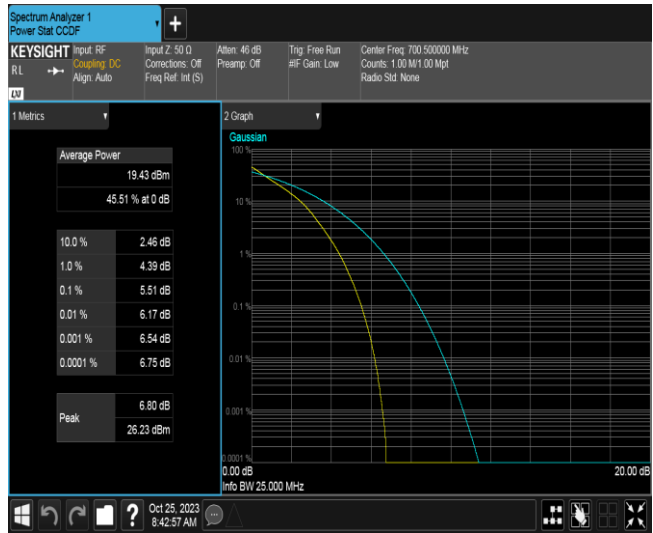 Spectrum Analyzer 1
Power Stat CCDF
+
KEYSIGHT
RL
LXI
Input: RF
Coupling: DC
Align: Auto
Input Z: 50 Ω
Corrections: Off
Freq Ref: Int (S)
Atten: 46 dB
Preamp: Off
Trig: Free Run
#IF Gain: Low
Center Freq: 700.500000 MHz
Counts: 1.00 M/1.00 Mpt
Radio Std: None
1 Metrics
Average Power
19.43 dBm
45.51 % at 0 dB
10.0 % 2.46 dB
1.0 % 4.39 dB
0.1 % 5.51 dB
0.01 % 6.17 dB
0.001 % 6.54 dB
0.0001 % 6.75 dB
Peak
6.80 dB
26.23 dBm
2 Graph
Gaussian
100 %
10 %
1 %
0.1 %
0.01 %
0.001 %
0.0001 %
0.00 dB 20.00 dB
Info BW 25.000 MHz
?
Oct 25, 2023
8:42:57 AM